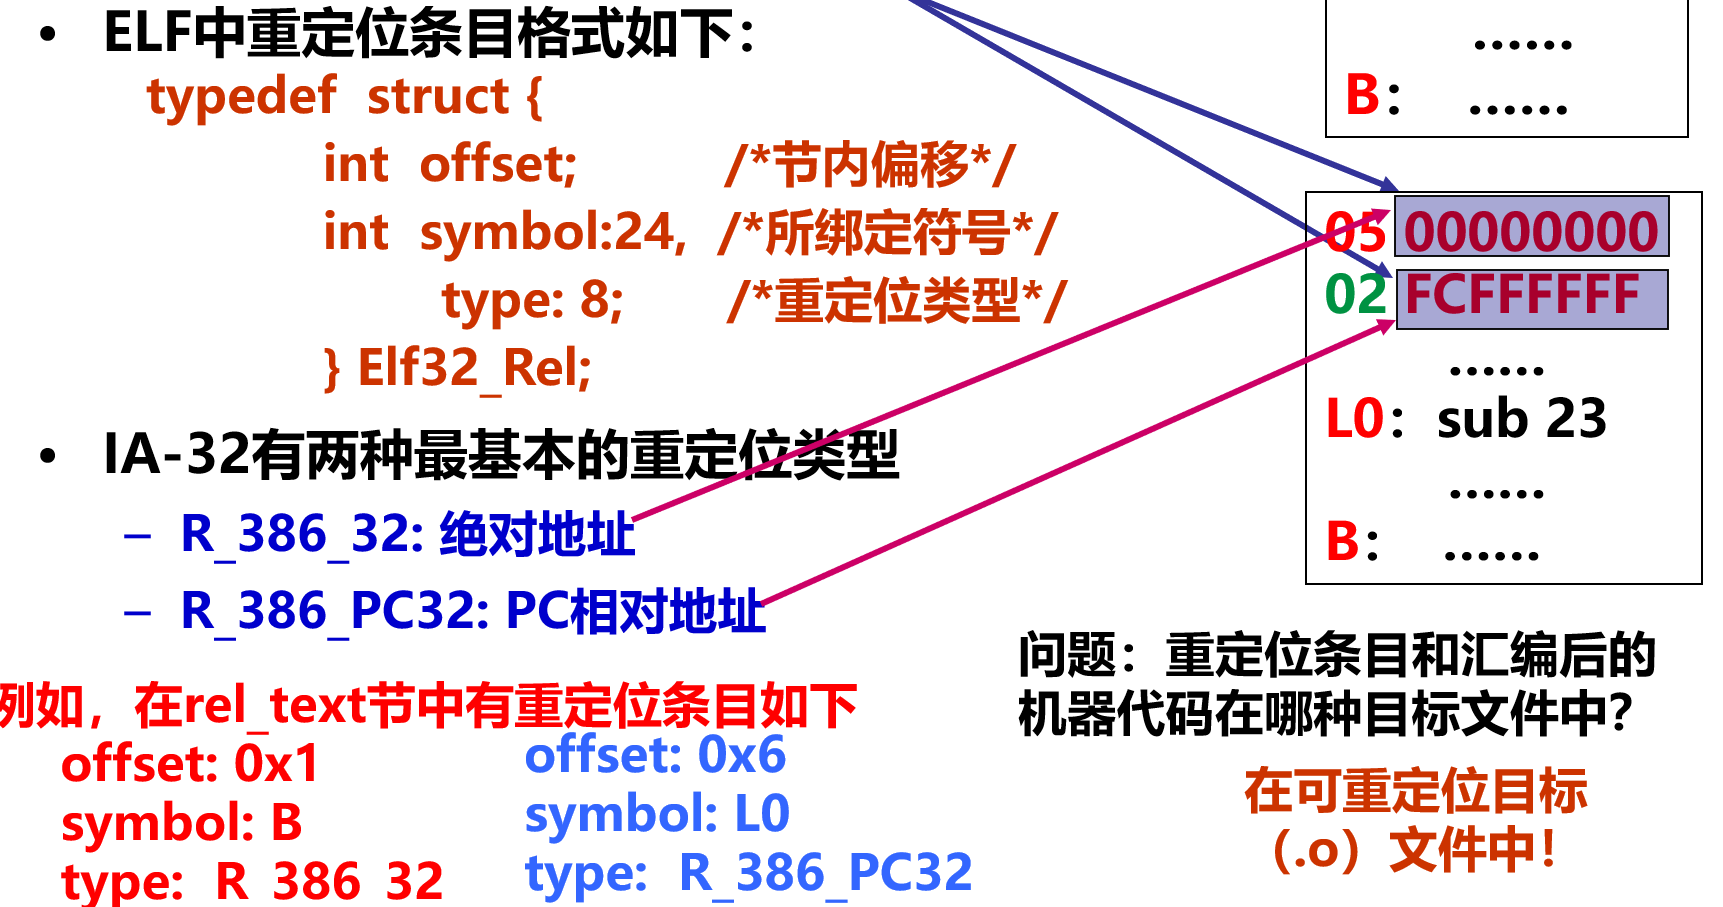 • ELF中重定位条目格式如下：
typedef struct {
int offset; /*节内偏移*/
int symbol:24, /*所绑定符号*/
type: 8; /*重定位类型*/
} Elf32_Rel;
• IA-32有两种最基本的重定位类型
– R_386_32: 绝对地址
– R_386_PC32: PC相对地址
例如，在rel_text节中有重定位条目如下
offset: 0x1
symbol: B
type: R_386_32
offset: 0x6
symbol: L0
type: R_386_PC32
……
B： ……
05 00000000
02 FCFFFFFF
……
L0：sub 23
……
B： ……
问题：重定位条目和汇编后的
机器代码在哪种目标文件中？
在可重定位目标
（.o）文件中！